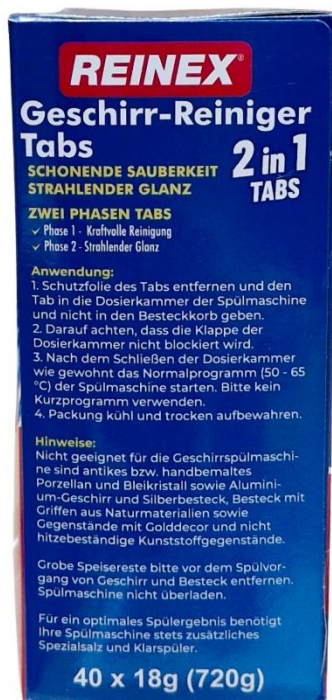 REINEX®
Geschirr-Reiniger
Tabs
2 in 1
TABS
SCHONENDE SAUBERKEIT
STRAHLENDER GLANZ
ZWEI PHASEN TABS
✓ Phase 1 - Kraftvolle Reinigung
✓ Phase 2 - Strahlender Glanz
Anwendung:
1. Schutzfolie des Tabs entfernen und den
Tab in die Dosierkammer der Spülmaschine
und nicht in den Besteckkorb geben.
2. Darauf achten, dass die Klappe der
Dosierkammer nicht blockiert wird.
3. Nach dem Schließen der Dosierkammer
wie gewohnt das Normalprogramm (50 - 65
°C) der Spülmaschine starten. Bitte kein
Kurzprogramm verwenden.
4. Packung kühl und trocken aufbewahren.
Hinweise:
Nicht geeignet für die Geschirrspülmaschi-
ne sind antikes bzw. handbemaltes
Porzellan und Bleikristall sowie Alumini-
um-Geschirr und Silberbesteck, Besteck mit
Griffen aus Naturmaterialien sowie
Gegenstände mit Golddecor und nicht
hitzebeständige Kunststoffgegenstände.
Grobe Speisereste bitte vor dem Spülvor-
gang von Geschirr und Besteck entfernen.
Spülmaschine nicht überladen.
Für ein optimales Spülergebnis benötigt
Ihre Spülmaschine stets zusätzliches
Spezialsalz und Klarspüler.
40 x 18g (720g)